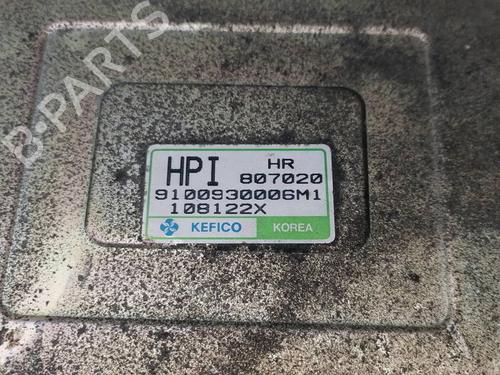 B-PARTS
HPI HR
807020
9100930006M1
108122X
KEFICO KOREA